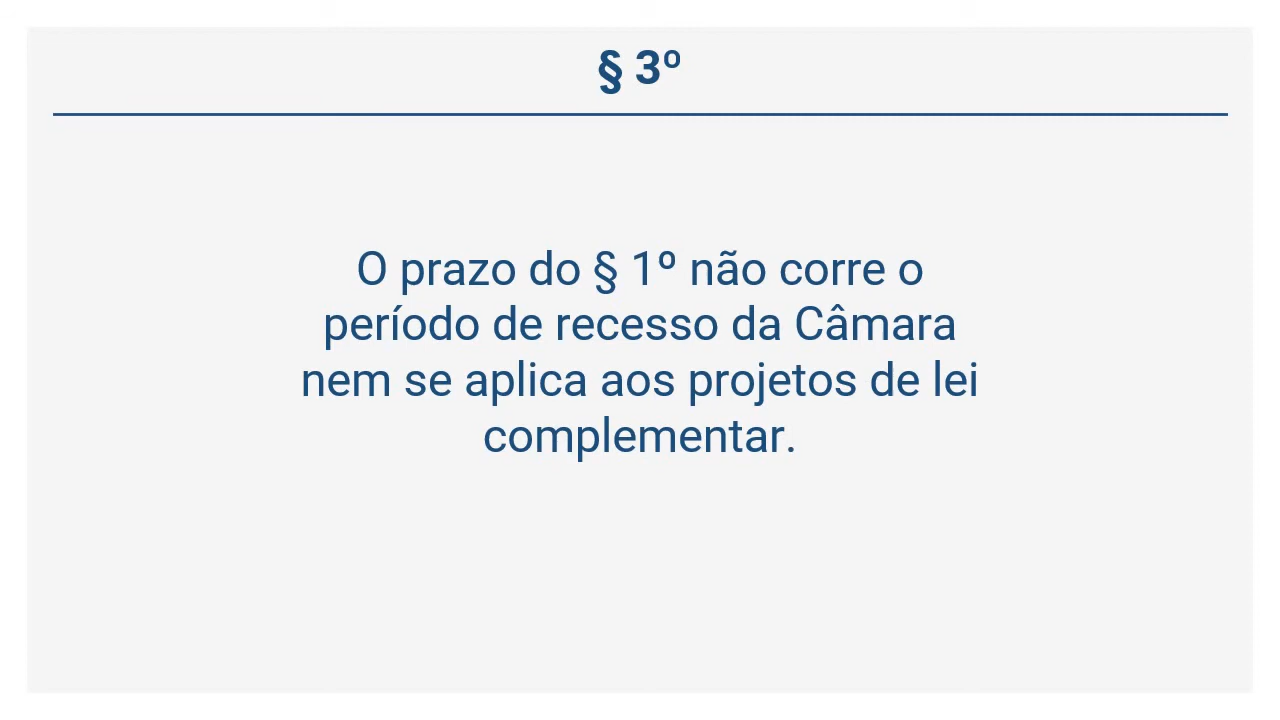 § 3º
O prazo do § 1º não corre o
período de recesso da Câmara
nem se aplica aos projetos de lei
complementar.